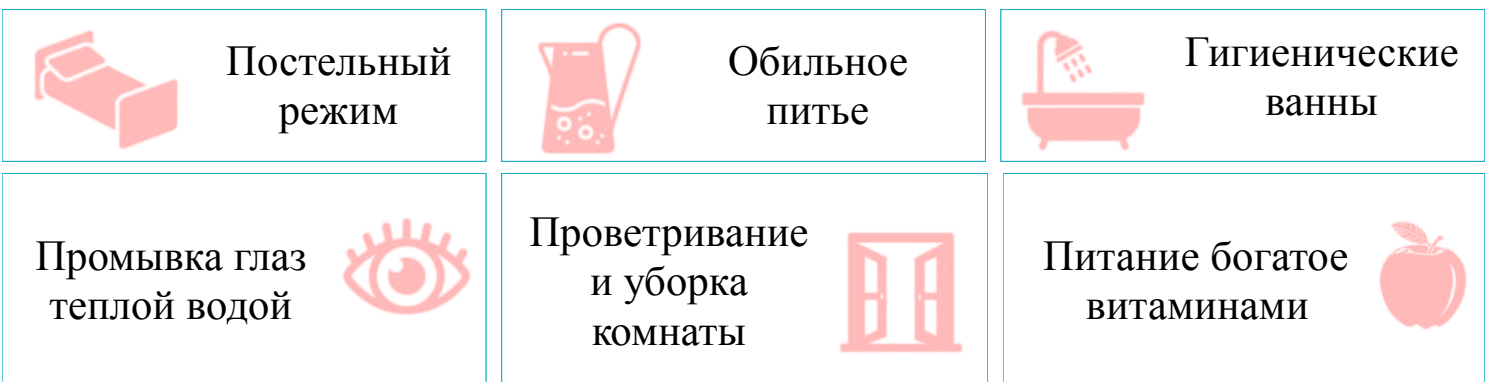 Постельный
режим
Обильное
питье
Гигиенические
ванны
Промывка глаз
теплой водой
Проветривание
и уборка
комнаты
Питание богатое
витаминами